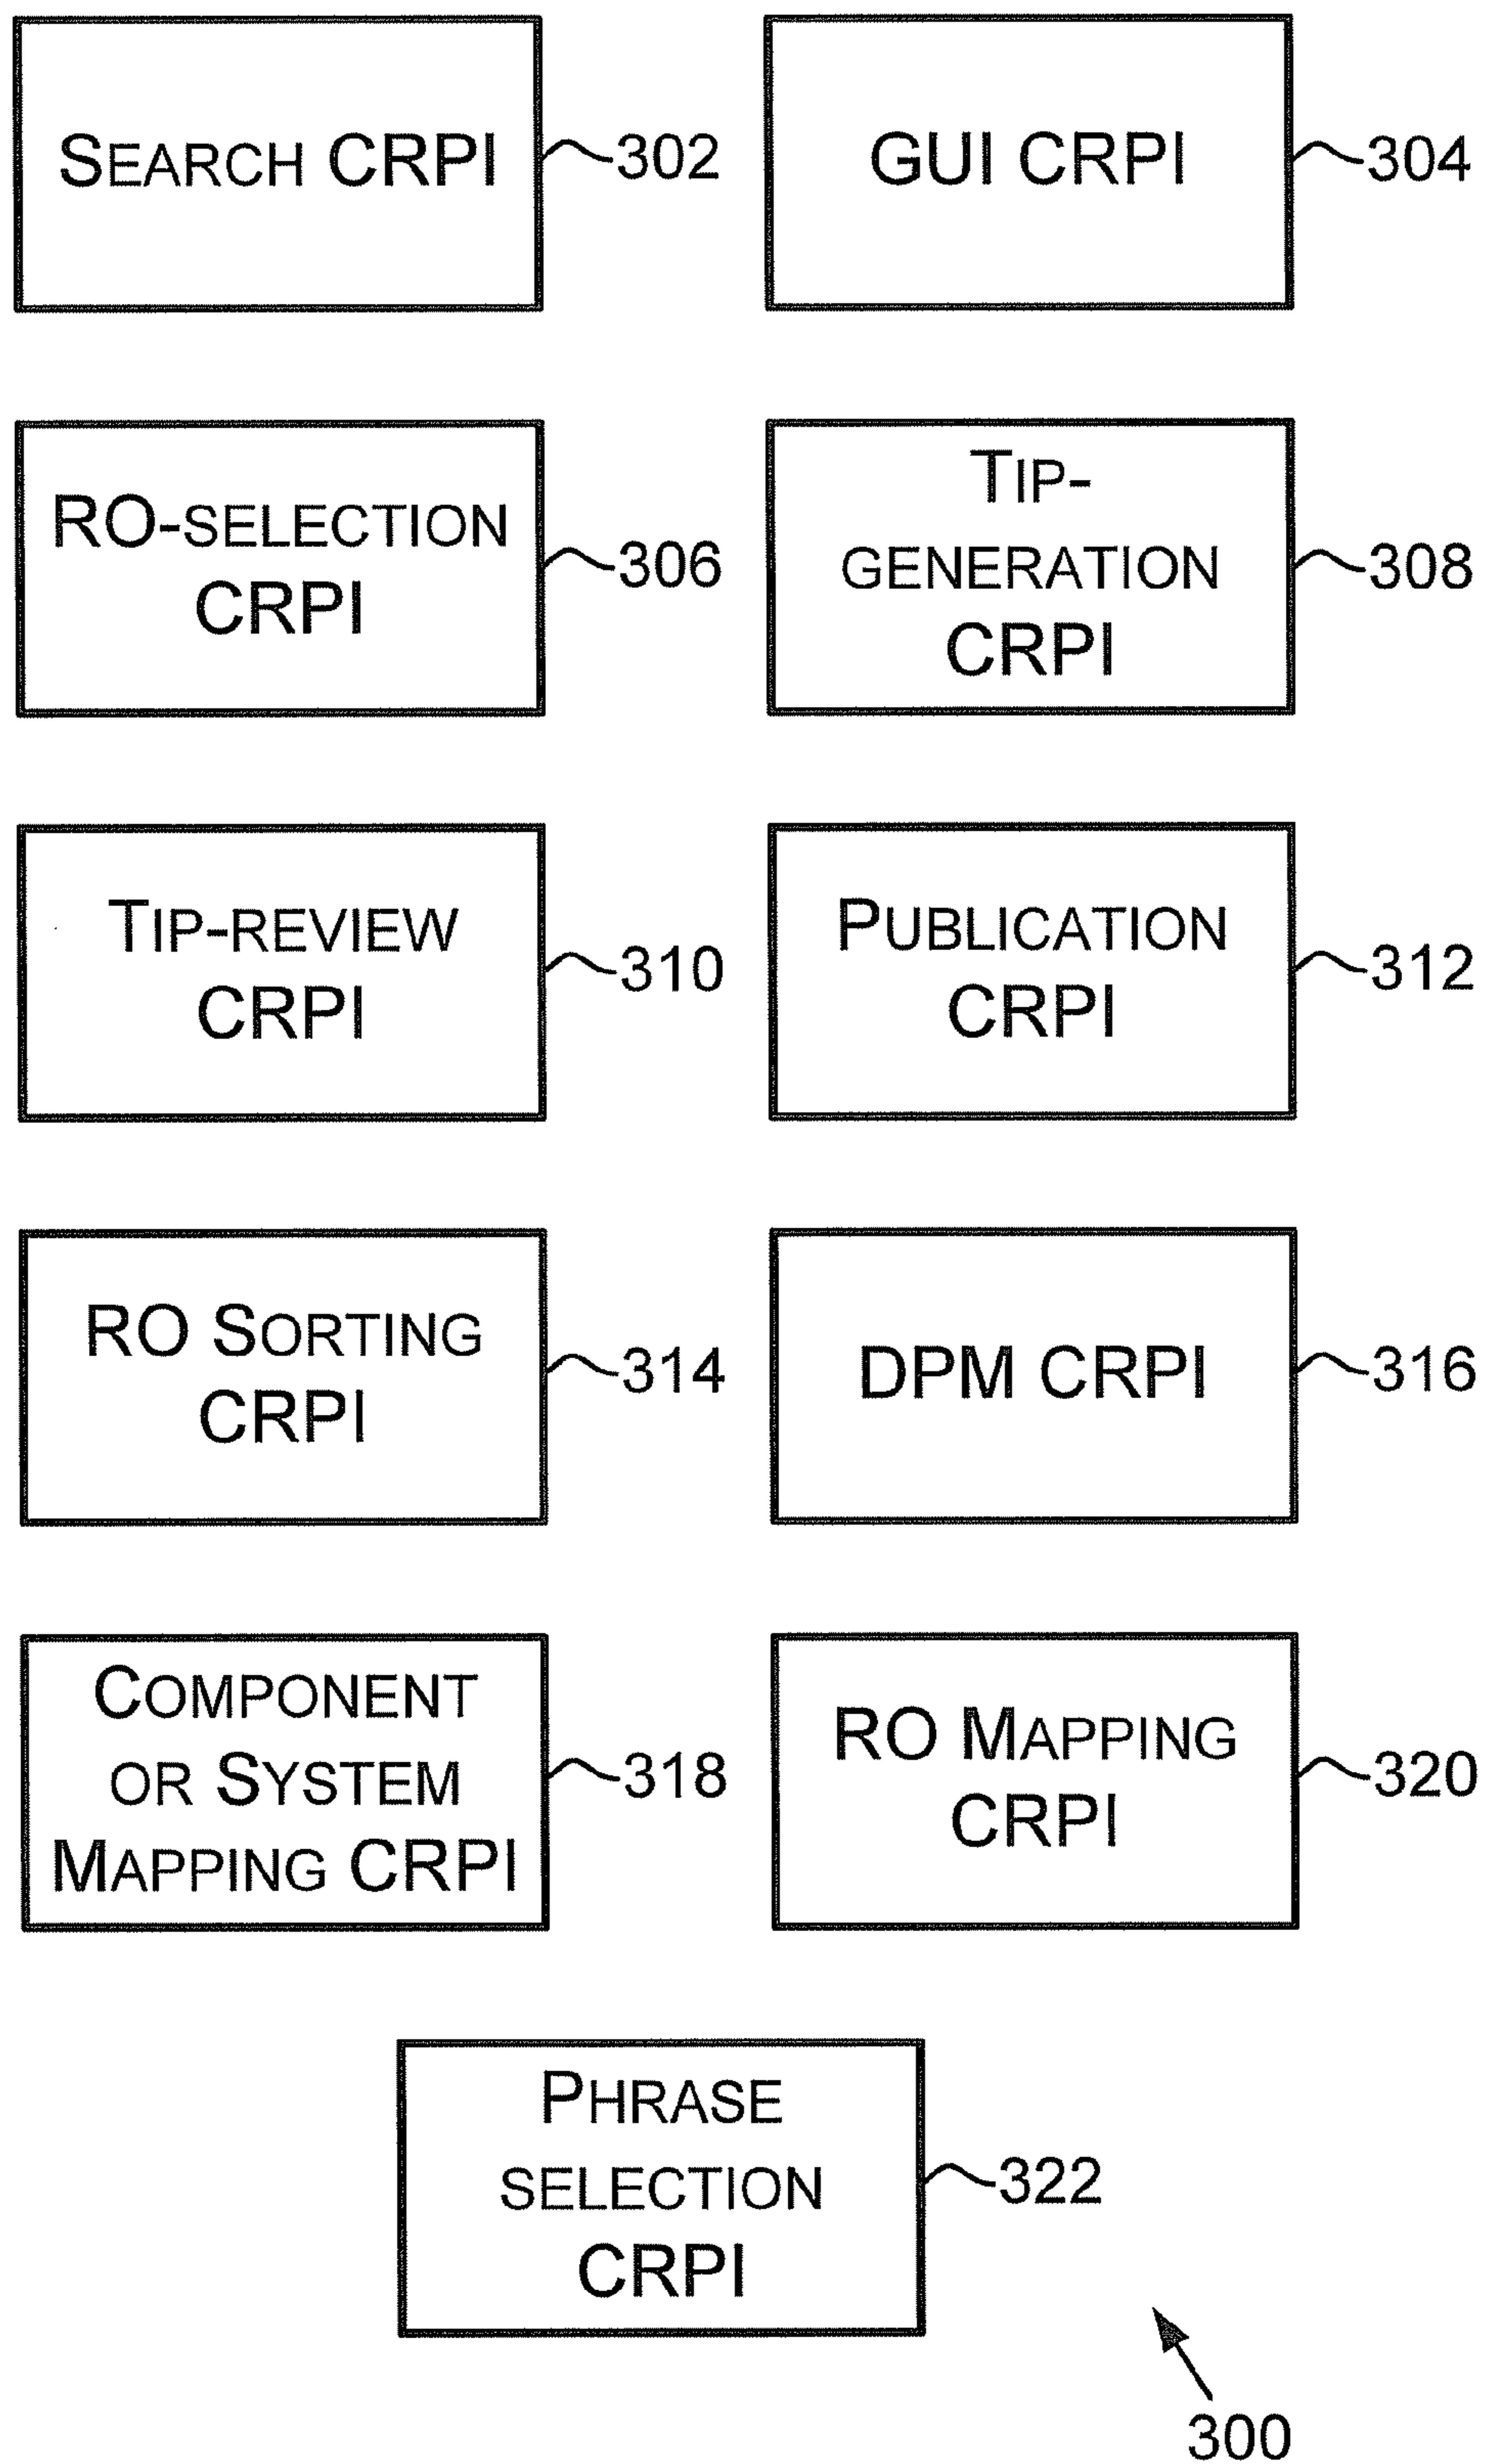 SEARCH CRPI
302
GUI CRPI
304
RO-SELECTION
CRPI
306
TIP-
GENERATION
CRPI
308
TIP-REVIEW
CRPI
310
PUBLICATION
CRPI
312
RO SORTING
CRPI
314
DPM CRPI
316
COMPONENT
OR SYSTEM
MAPPING CRPI
318
RO MAPPING
CRPI
320
PHRASE
SELECTION
CRPI
322
300